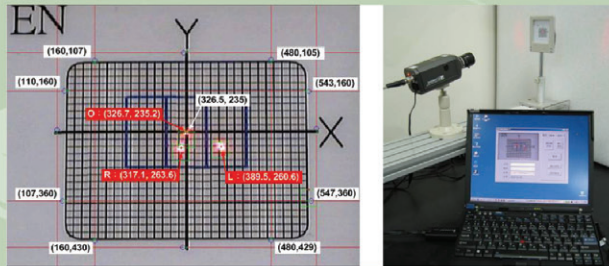 EN
Y
(160,107)
(480,105)
(110,160)
(543,160)
(326.5, 235)
O : (326.7, 235.2)
X
R : (317.1, 263.6)
L : (389.5, 260.6)
(107,360)
(547,360)
(160,430)
(480,429)